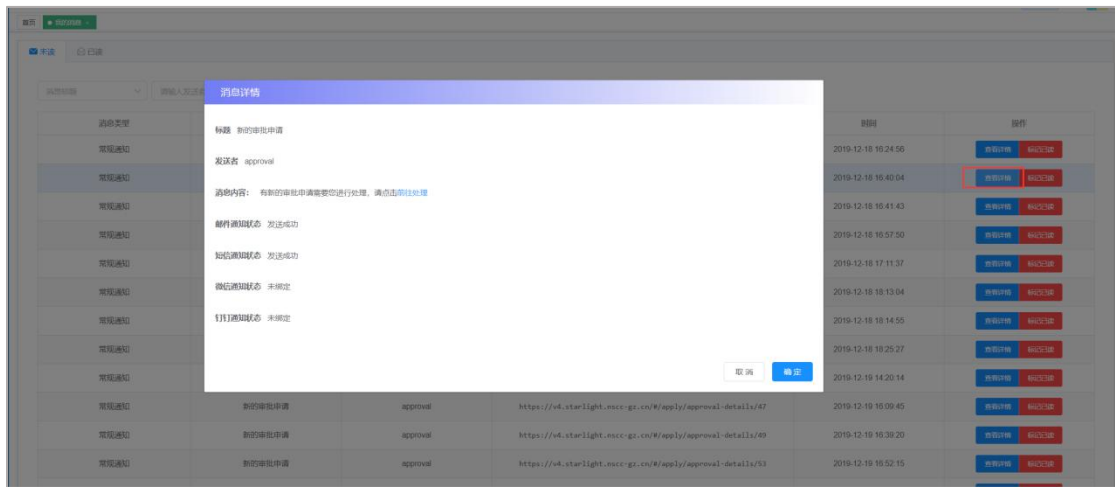 首页 我的消息 ×
未读 已读
消息标题 请输入发送者
消息详情
消息类型 时间 操作
标题 新的审批申请
发送者 approval
消息内容: 有新的审批申请需要您进行处理，请点击前往处理
邮件通知状态 发送成功
短信通知状态 发送成功
微信通知状态 未绑定
钉钉通知状态 未绑定
取消 确定
常规通知 2019-12-18 16:24:56 查看详情 标记已读
常规通知 2019-12-18 16:40:04 查看详情 标记已读
常规通知 2019-12-18 16:41:43 查看详情 标记已读
常规通知 2019-12-18 16:57:50 查看详情 标记已读
常规通知 2019-12-18 17:11:37 查看详情 标记已读
常规通知 2019-12-18 18:13:04 查看详情 标记已读
常规通知 2019-12-18 18:14:55 查看详情 标记已读
常规通知 2019-12-18 18:25:27 查看详情 标记已读
常规通知 2019-12-19 14:20:14 查看详情 标记已读
常规通知 新的审批申请 approval https://v4.starlight.nscc-gz.cn/#/apply/approval-details/47 2019-12-19 16:09:45 查看详情 标记已读
常规通知 新的审批申请 approval https://v4.starlight.nscc-gz.cn/#/apply/approval-details/49 2019-12-19 16:39:20 查看详情 标记已读
常规通知 新的审批申请 approval https://v4.starlight.nscc-gz.cn/#/apply/approval-details/53 2019-12-19 16:52:15 查看详情 标记已读